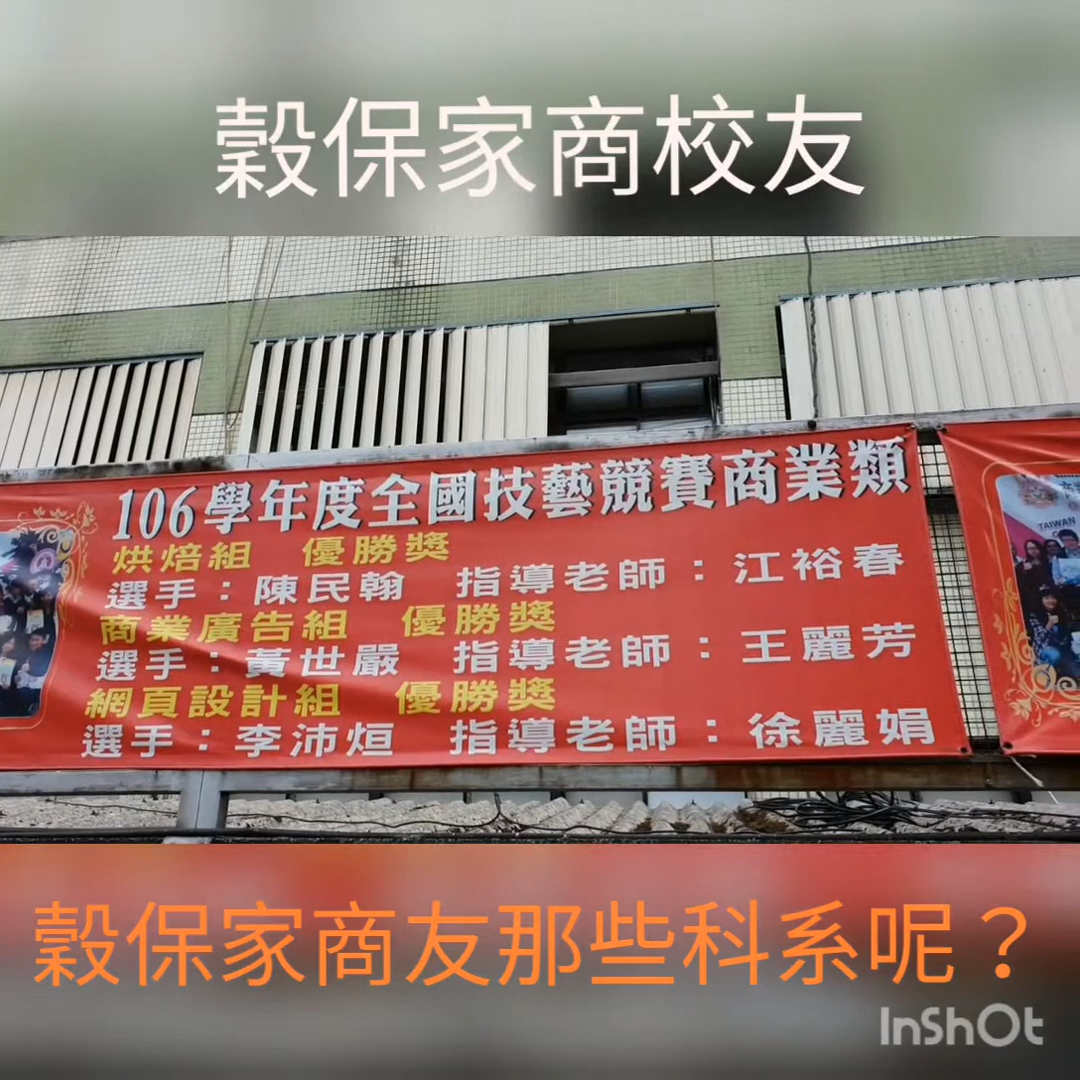 穀保家商校友
106學年度全國技藝競賽商業類
烘焙組 優勝獎
選手：陳民翰 指導老師：江裕春
商業廣告組 優勝獎
選手：黃世嚴 指導老師：王麗芳
網頁設計組 優勝獎
選手：李沛烜 指導老師：徐麗娟
TAIWAN
穀保家商友那些科系呢？
InShOt